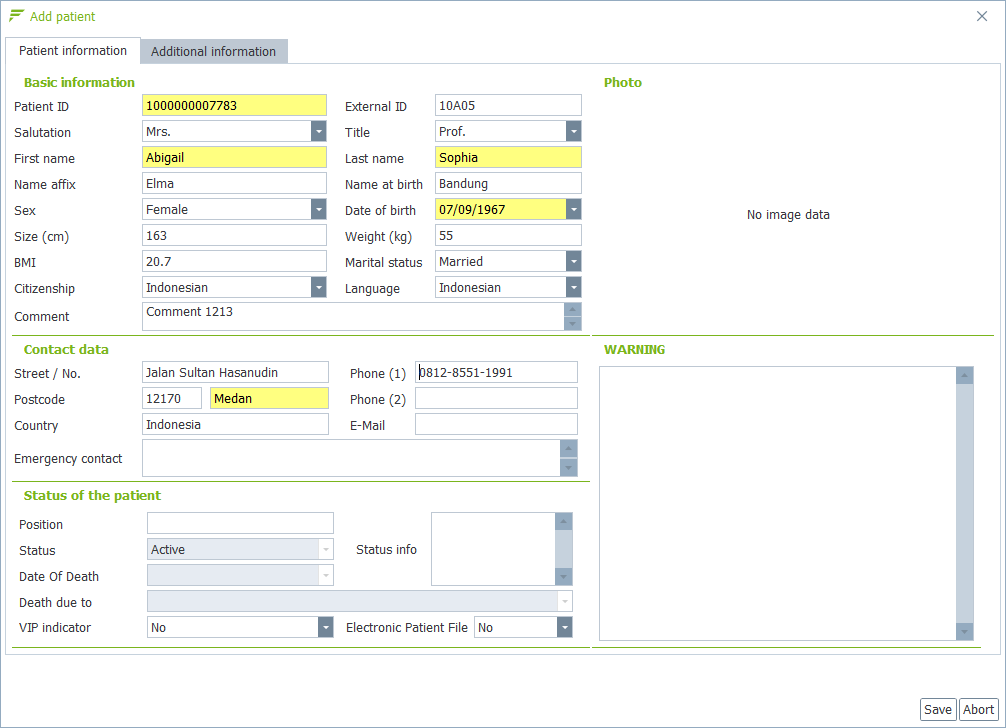 Add patient
Patient information Additional information
Basic information
Patient ID 1000000007783 External ID 10A05
Salutation Mrs. Title Prof.
First name Abigail Last name Sophia
Name affix Elma Name at birth Bandung
Sex Female Date of birth 07/09/1967
Size (cm) 163 Weight (kg) 55
BMI 20.7 Marital status Married
Citizenship Indonesian Language Indonesian
Comment Comment 1213
Photo
No image data
Contact data
Street / No. Jalan Sultan Hasanudin Phone (1) 0812-8551-1991
Postcode 12170 Medan Phone (2)
Country Indonesia E-Mail
Emergency contact
WARNING
Status of the patient
Position
Status Active Status info
Date Of Death
Death due to
VIP indicator No Electronic Patient File No
Save Abort